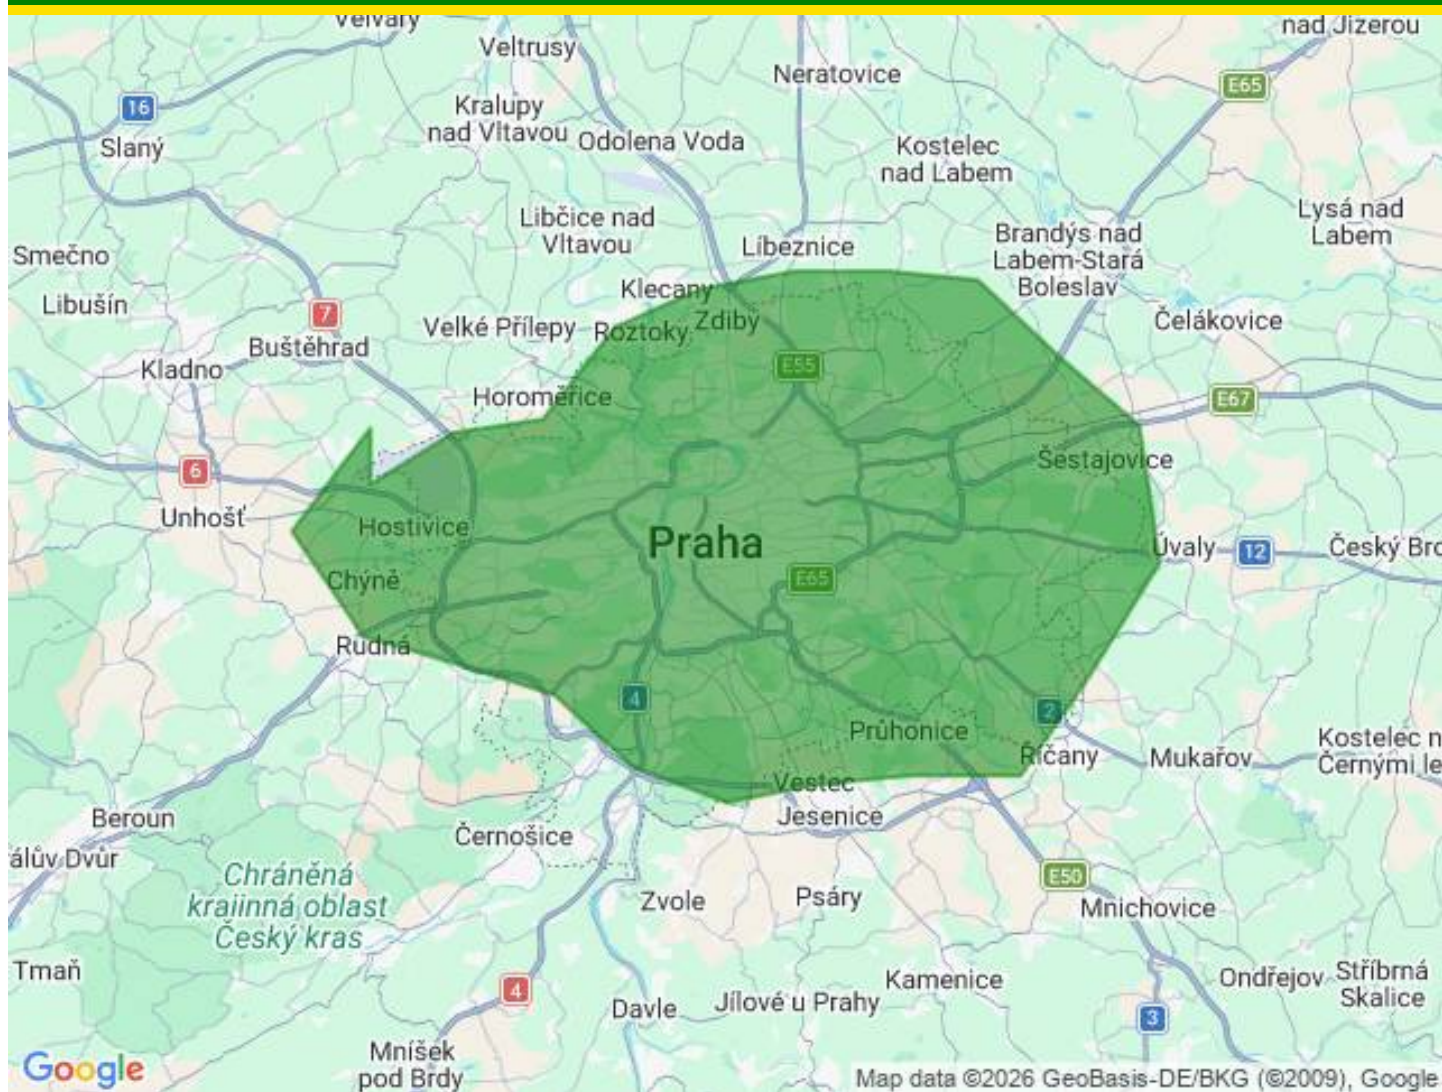 Velvary
nad Jizerou
Veltrusy
Neratovice
E65
16
Kralupy
nad Vltavou
Odolena Voda
Slaný
Kostelec
nad Labem
Lysá nad
Labem
Libčice nad
Vltavou
Líbeznice
Brandýs nad
Labem-Stará
Boleslav
Smečno
Libušín
Klecany
7
Velké Přílepy
Roztoky
Zdiby
Čelákovice
Buštěhrad
Kladno
E55
Horoměřice
E67
6
Šestajovice
Unhošť
Hostivice
Praha
Úvaly
12
Český Bro
Chýně
E65
Rudná
4
2
Průhonice
Říčany
Mukařov
Kostelec n
Černými le
Vestec
Jesenice
Beroun
Černošice
álův Dvůr
Chráněná
krajinná oblast
Český kras
E50
Zvole
Psáry
Mnichovice
Tmaň
Kamenice
Ondřejov
Stříbrná
Skalice
4
Davle
Jílové u Prahy
3
Mníšek
pod Brdy
Google
Map data ©2026 GeoBasis-DE/BKG (©2009), Google